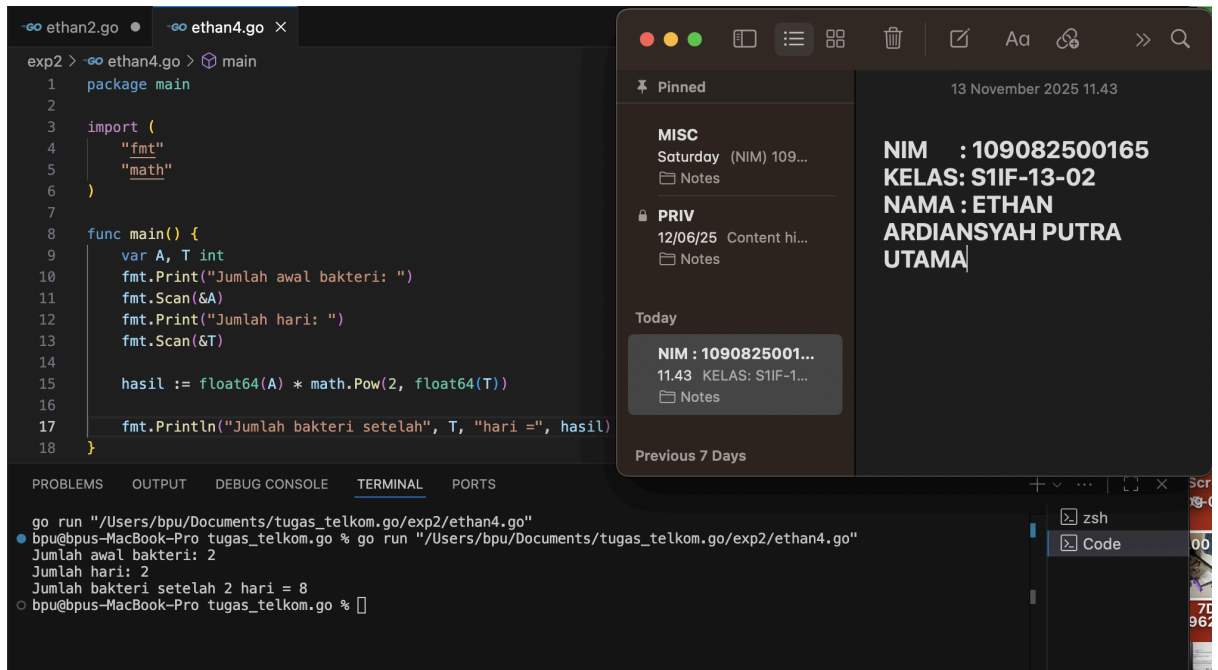 GO ethan2.go
GO ethan4.go
exp2 > GO ethan4.go > main
1 package main
2
3 import (
4 "fmt"
5 "math"
6 )
7
8 func main() {
9 var A, T int
10 fmt.Print("Jumlah awal bakteri: ")
11 fmt.Scan(&A)
12 fmt.Print("Jumlah hari: ")
13 fmt.Scan(&T)
14
15 hasil := float64(A) * math.Pow(2, float64(T))
16
17 fmt.Println("Jumlah bakteri setelah", T, "hari =", hasil)
18 }
Aa
Pinned
MISC
Saturday (NIM) 109...
Notes
PRIV
12/06/25 Content hi...
Notes
Today
NIM : 1090825001...
11.43 KELAS: S1IF-1...
Notes
Previous 7 Days
13 November 2025 11.43
NIM : 109082500165
KELAS: S1IF-13-02
NAMA : ETHAN
ARDIANSYAH PUTRA
UTAMA
PROBLEMS OUTPUT DEBUG CONSOLE TERMINAL PORTS
go run "/Users/bpu/Documents/tugas_telkom.go/exp2/ethan4.go"
bpu@bpus-MacBook-Pro tugas_telkom.go % go run "/Users/bpu/Documents/tugas_telkom.go/exp2/ethan4.go"
Jumlah awal bakteri: 2
Jumlah hari: 2
Jumlah bakteri setelah 2 hari = 8
bpu@bpus-MacBook-Pro tugas_telkom.go %
zsh
Code